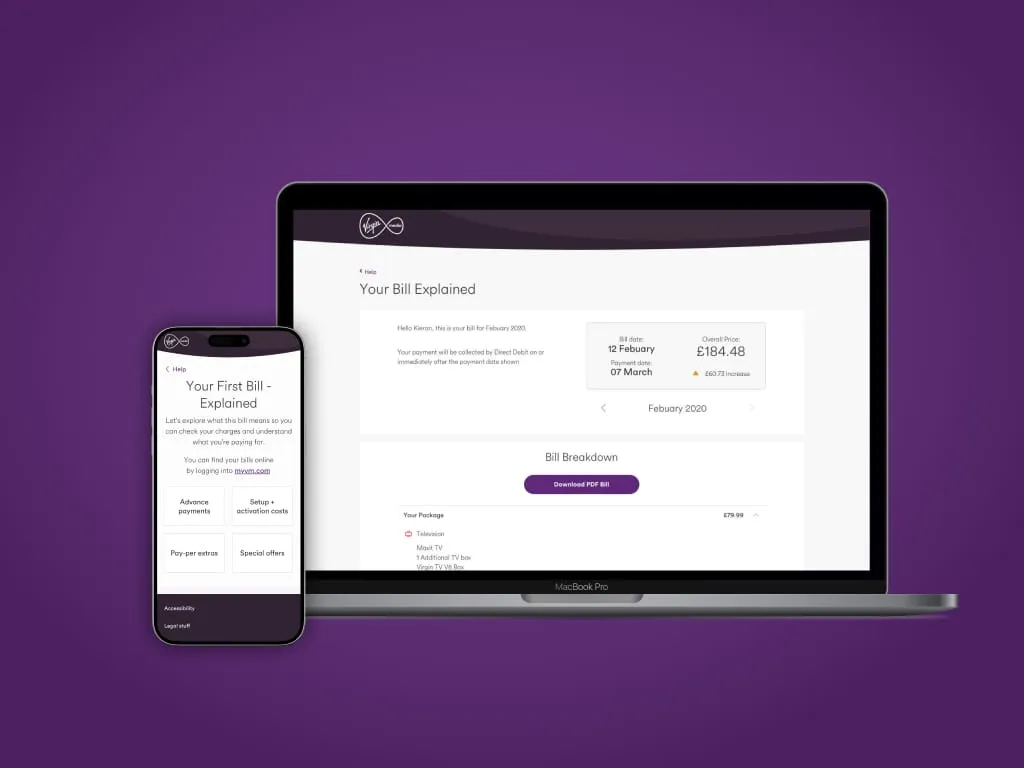 Virgin media
Help
Your Bill Explained
Hello Kieran, this is your bill for Febuary 2020.
Your payment will be collected by Direct Debit on or
immediately after the payment date shown
Bill date:
12 Febuary
Payment date:
07 March
Overall Price:
£184.48
£60.73 increase
Febuary 2020
Bill Breakdown
Download PDF Bill
Your Package £79.99
Television
Maxit TV
1 Additional TV box
Virgin TV V6 Box
MacBook Pro
Virgin media
Help
Your First Bill -
Explained
Let's explore what this bill means so you
can check your charges and understand
what you're paying for.
You can find your bills online
by logging into myvm.com
Advance
payments
Setup +
activation costs
Pay-per extras
Special offers
Accessibility
Legal stuff